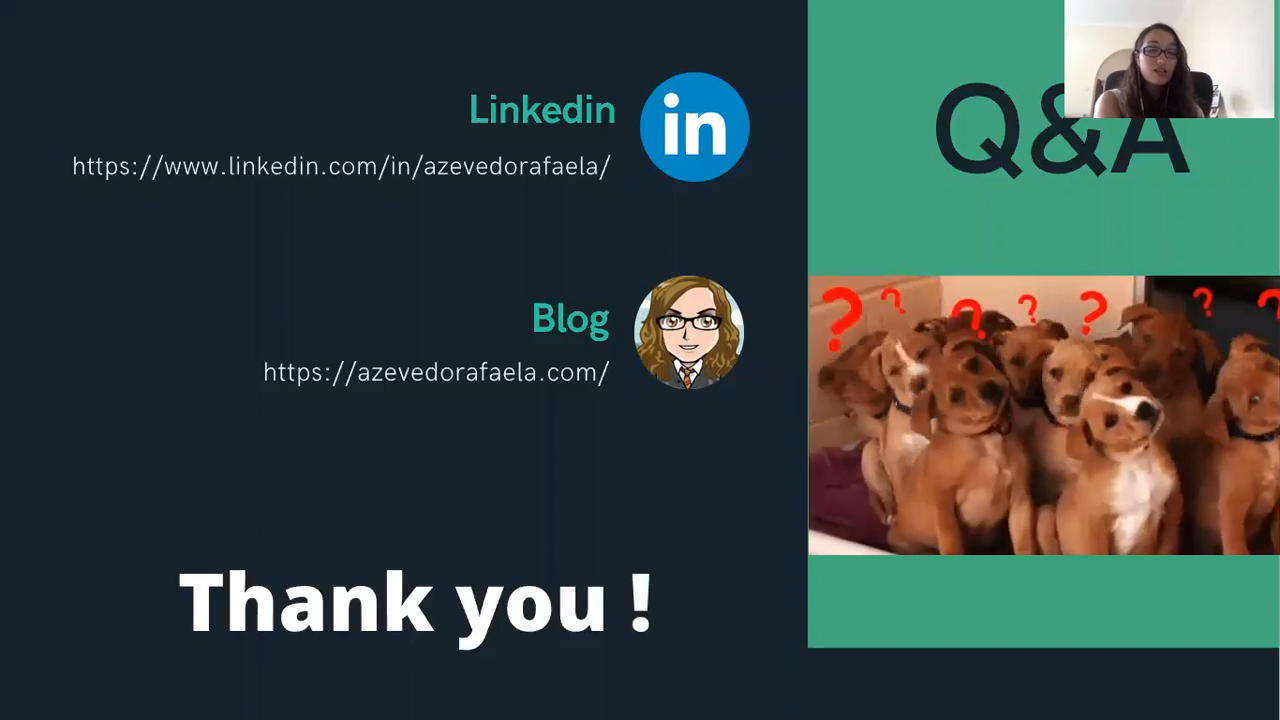 Linkedin
in
https://www.linkedin.com/in/azevedorafaela/
Blog
https://azevedorafaela.com/
Thank you !
Q&A
? ? ? ? ? ? ?